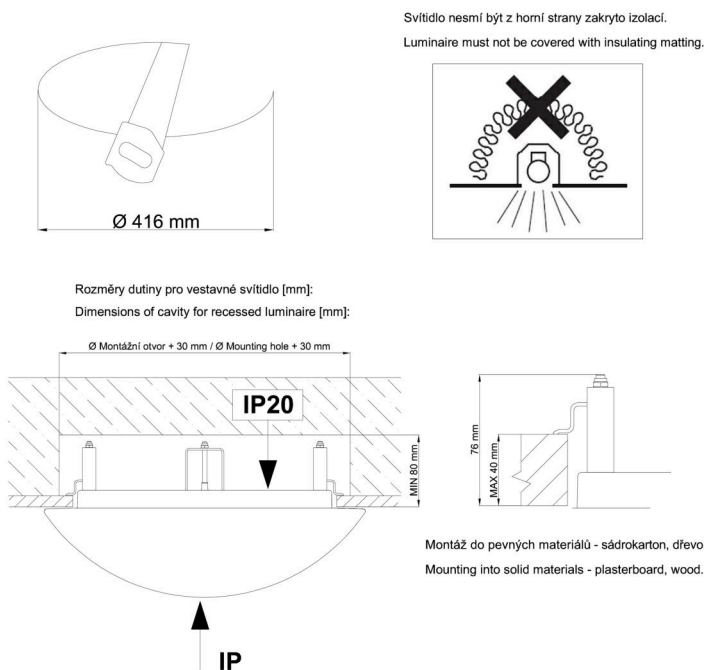 Svítidlo nesmí být z horní strany zakryto izolací.
Luminaire must not be covered with insulating matting.
Ø 416 mm
Rozměry dutiny pro vestavné svítidlo [mm]:
Dimensions of cavity for recessed luminaire [mm]:
Ø Montážní otvor + 30 mm / Ø Mounting hole + 30 mm
IP20
MIN 80 mm
76 mm
MAX 40 mm
Montáž do pevných materiálů - sádrokarton, dřevo
Mounting into solid materials - plasterboard, wood.
IP